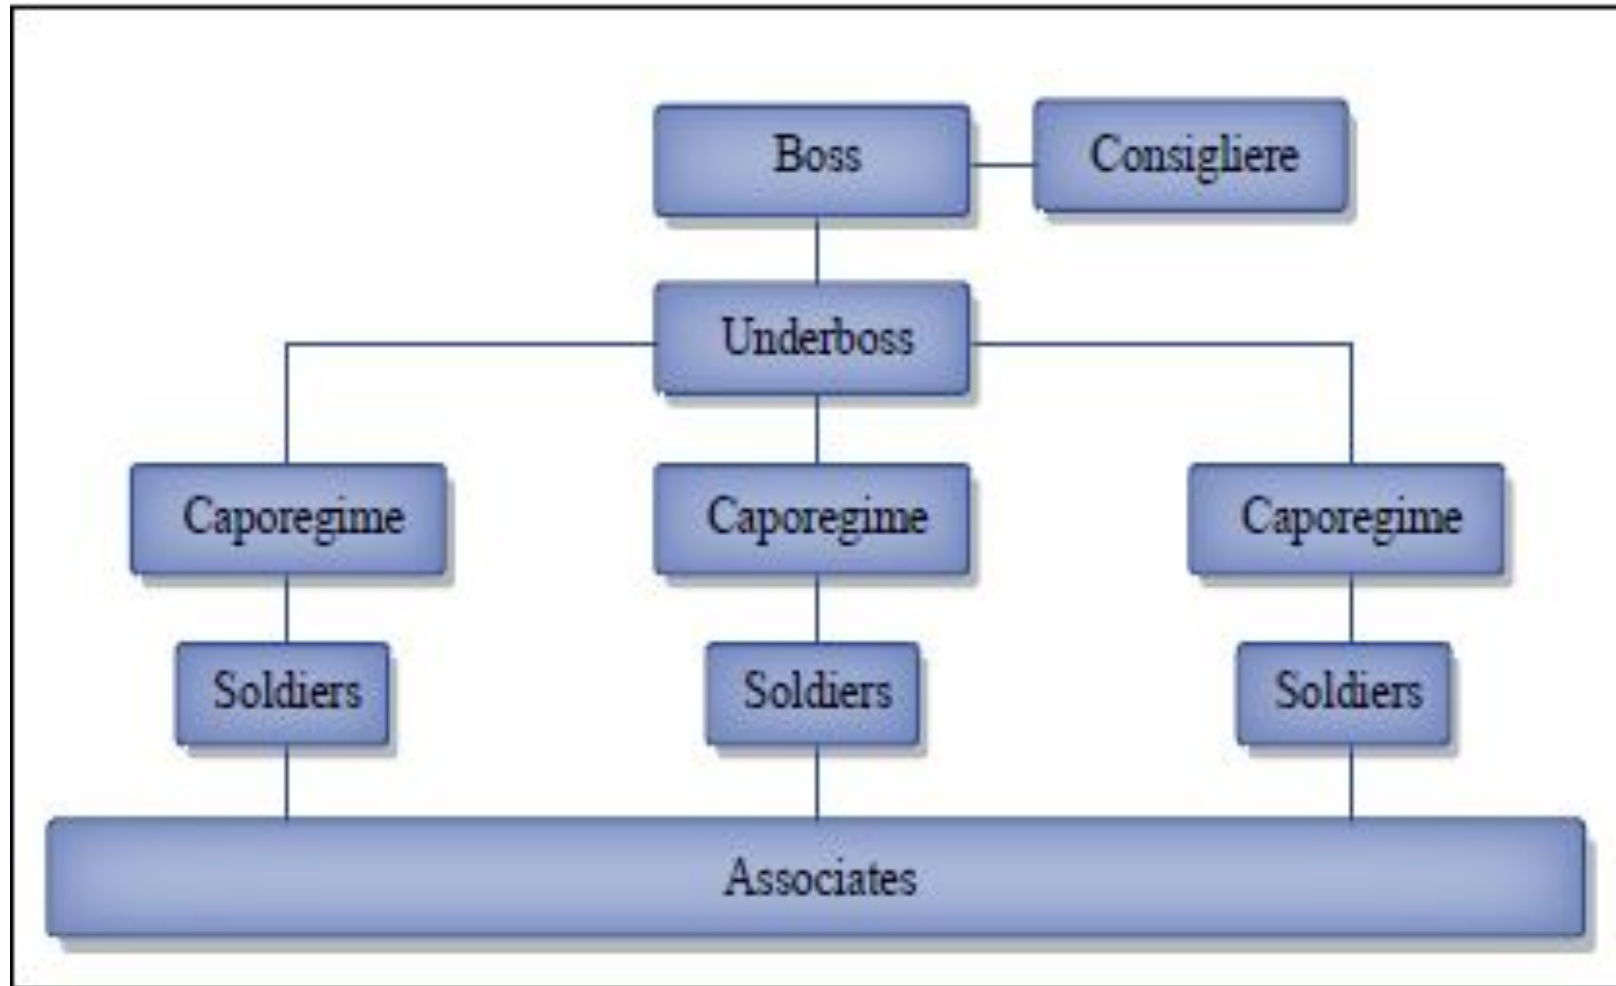 Boss
Consigliere
Underboss
Caporegime
Caporegime
Caporegime
Soldiers
Soldiers
Soldiers
Associates